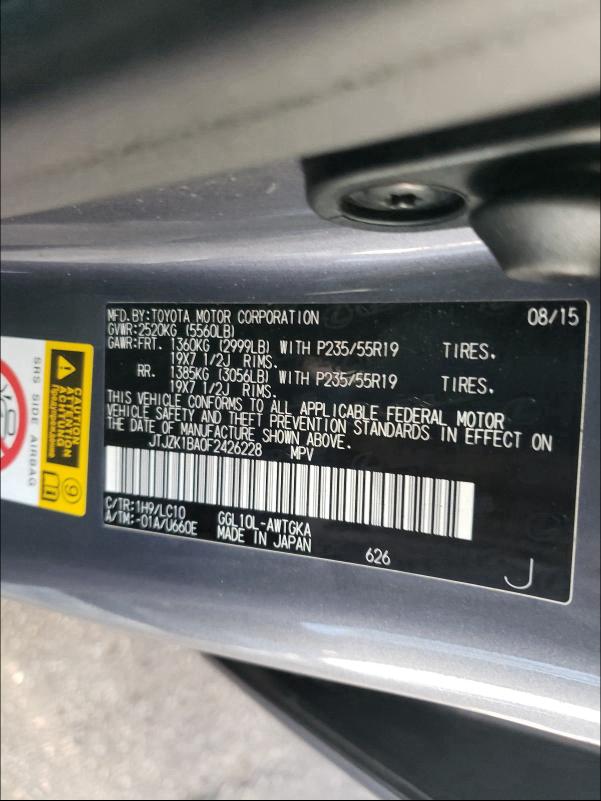 MFD.BY:TOYOTA MOTOR CORPORATION 08/15
GVWR:2520KG (5560LB)
GAWR:FRT. 1360KG (2999LB) WITH P235/55R19 TIRES,
19X7 1/2J RIMS.
RR. 1385KG (3056LB) WITH P235/55R19 TIRES,
19X7 1/2J RIMS.
THIS VEHICLE CONFORMS TO ALL APPLICABLE FEDERAL MOTOR
VEHICLE SAFETY AND THEFT PREVENTION STANDARDS IN EFFECT ON
THE DATE OF MANUFACTURE SHOWN ABOVE.
JTJZK1BA0F2426228 MPV
C/TR:1H9/LC10 GGL10L-AWTGKA
A/TM:-01A/U660E MADE IN JAPAN 626
J
CAUTION
ATTENTION
SRS SIDE AIRBAG
9